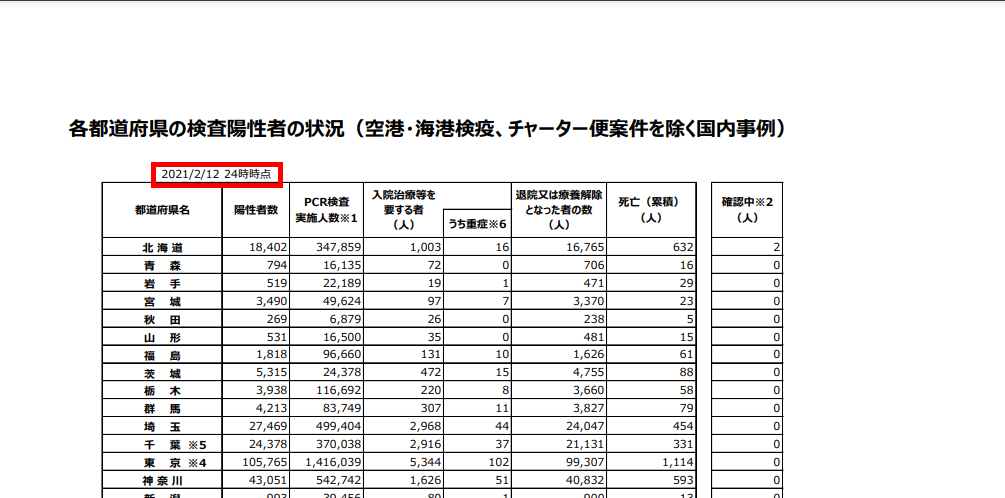 各都道府県の検査陽性者の状況（空港･海港検疫、チャーター便案件を除く国内事例）
2021/2/12 24時時点
都道府県名 陽性者数 PCR検査実施人数※1 入院治療等を要する者（人） うち重症※6 退院又は療養解除となった者の数（人） 死亡（累積）（人） 確認中※2（人）
北海道 18,402 347,859 1,003 16 16,765 632 2
青 森 794 16,135 72 0 706 16 0
岩 手 519 22,189 19 1 471 29 0
宮 城 3,490 49,624 97 7 3,370 23 0
秋 田 269 6,879 26 0 238 5 0
山 形 531 16,500 35 0 481 15 0
福 島 1,818 96,660 131 10 1,626 61 0
茨 城 5,315 24,378 472 15 4,755 88 0
栃 木 3,938 116,692 220 8 3,660 58 0
群 馬 4,213 83,749 307 11 3,827 79 0
埼 玉 27,469 499,404 2,968 44 24,047 454 0
千 葉 ※5 24,378 370,038 2,916 37 21,131 331 0
東 京 ※4 105,765 1,416,039 5,344 102 99,307 1,114 0
神奈川 43,051 542,742 1,626 51 40,832 593 0